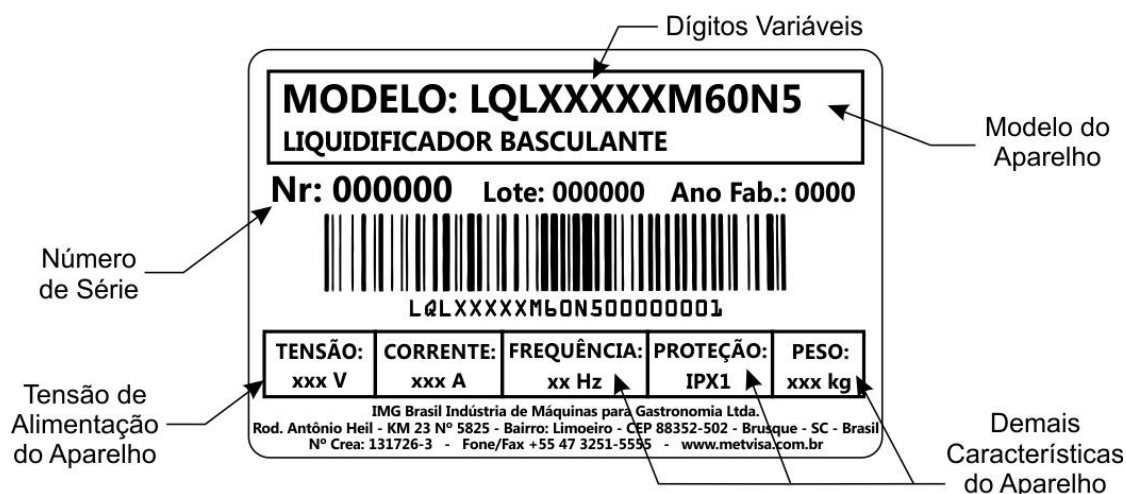 Dígitos Variáveis
MODELO: LQLXXXXXM60N5
LIQUIDIFICADOR BASCULANTE
Modelo do
Aparelho
Nr: 000000 Lote: 000000 Ano Fab.: 0000
Número
de Série
LQLXXXXXM60N500000001
TENSÃO: CORRENTE: FREQUÊNCIA: PROTEÇÃO: PESO:
xxx V xxx A xx Hz IPX1 xxx kg
Tensão de
Alimentação
do Aparelho
IMG Brasil Indústria de Máquinas para Gastronomia Ltda.
Rod. Antônio Heil - KM 23 Nº 5825 - Bairro: Limoeiro - CEP 88352-502 - Brusque - SC - Brasil
Nº Crea: 131726-3 - Fone/Fax +55 47 3251-5555 - www.metvisa.com.br
Demais
Características
do Aparelho